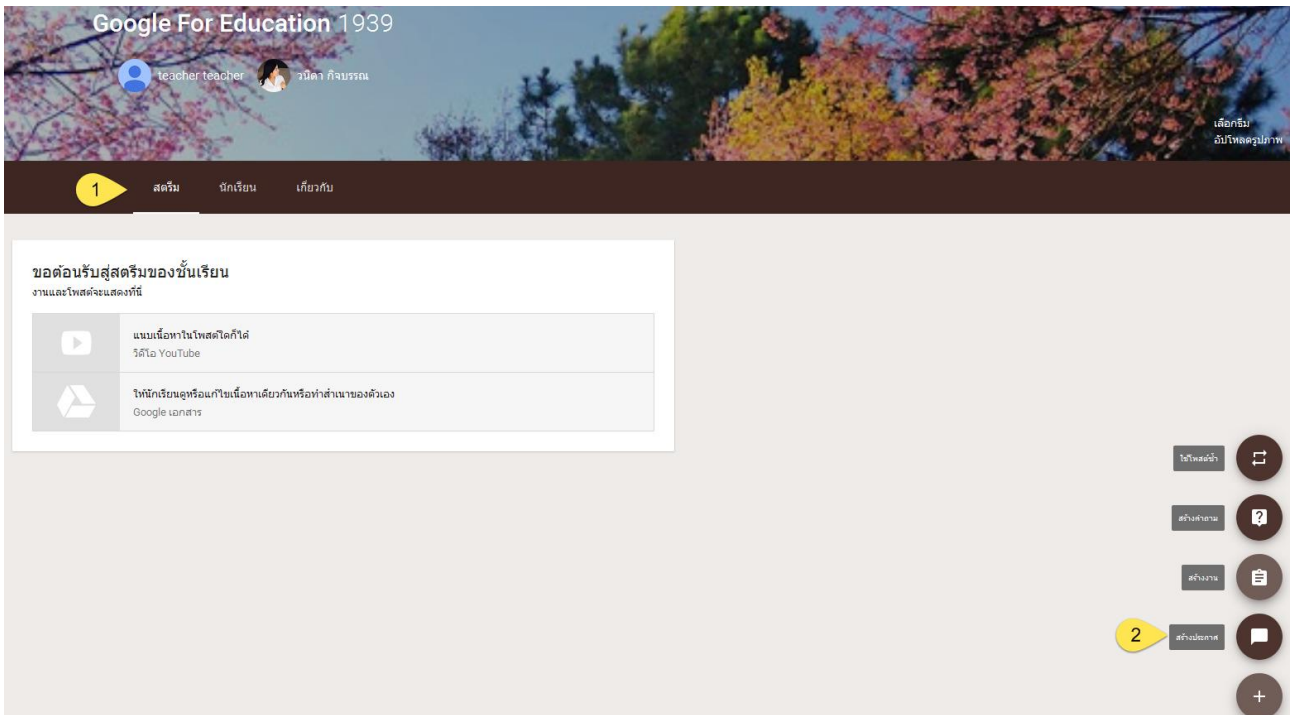 Google For Education 1939
teacher teacher วนิดา กิจบรรณ
เลือกธีม
อัปโหลดรูปภาพ
1 สตรีม นักเรียน เกี่ยวกับ
ขอต้อนรับสู่สตรีมของชั้นเรียน
งานและโพสต์จะแสดงที่นี่
แนบเนื้อหาในโพสต์ใดก็ได้
วิดีโอ YouTube
ให้นักเรียนดูหรือแก้ไขเนื้อหาเดียวกันหรือทำสำเนาของตัวเอง
Google เอกสาร
ใช้โพสต์ซ้ำ
สร้างคำถาม
สร้างงาน
2 สร้างประกาศ